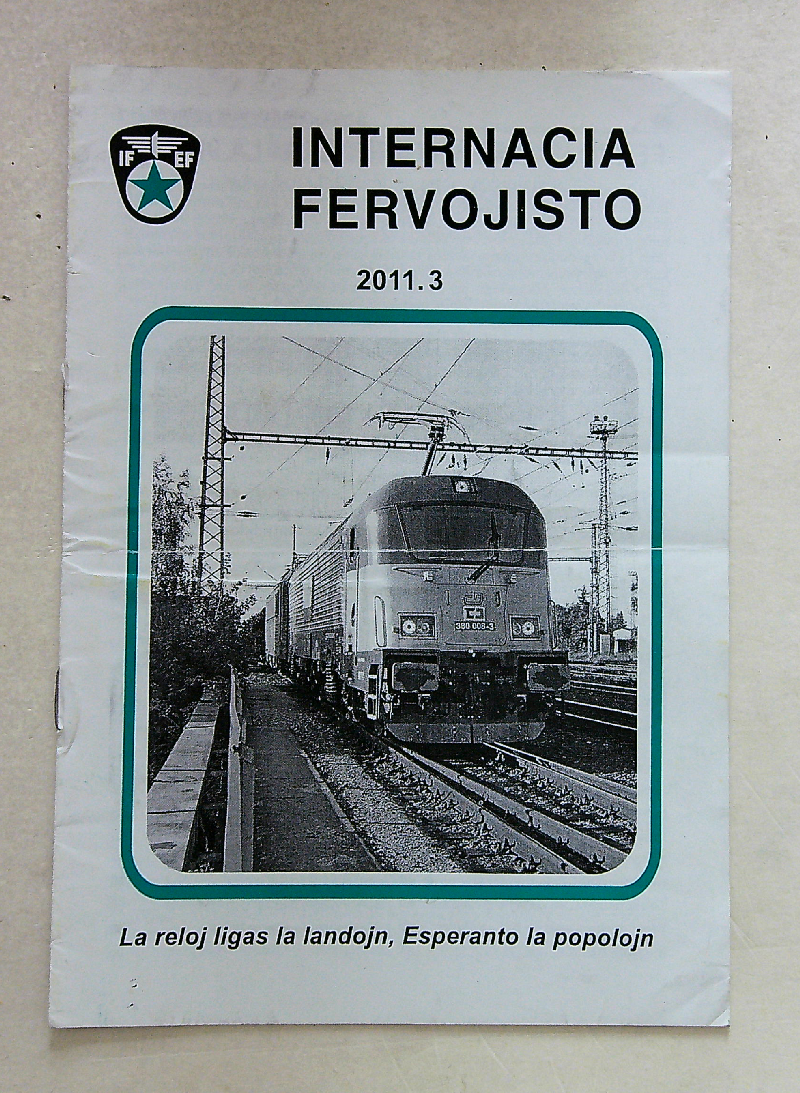 IF EF
INTERNACIA
FERVOJISTO
2011.3
380 008-3
La reloj ligas la landojn, Esperanto la popolojn